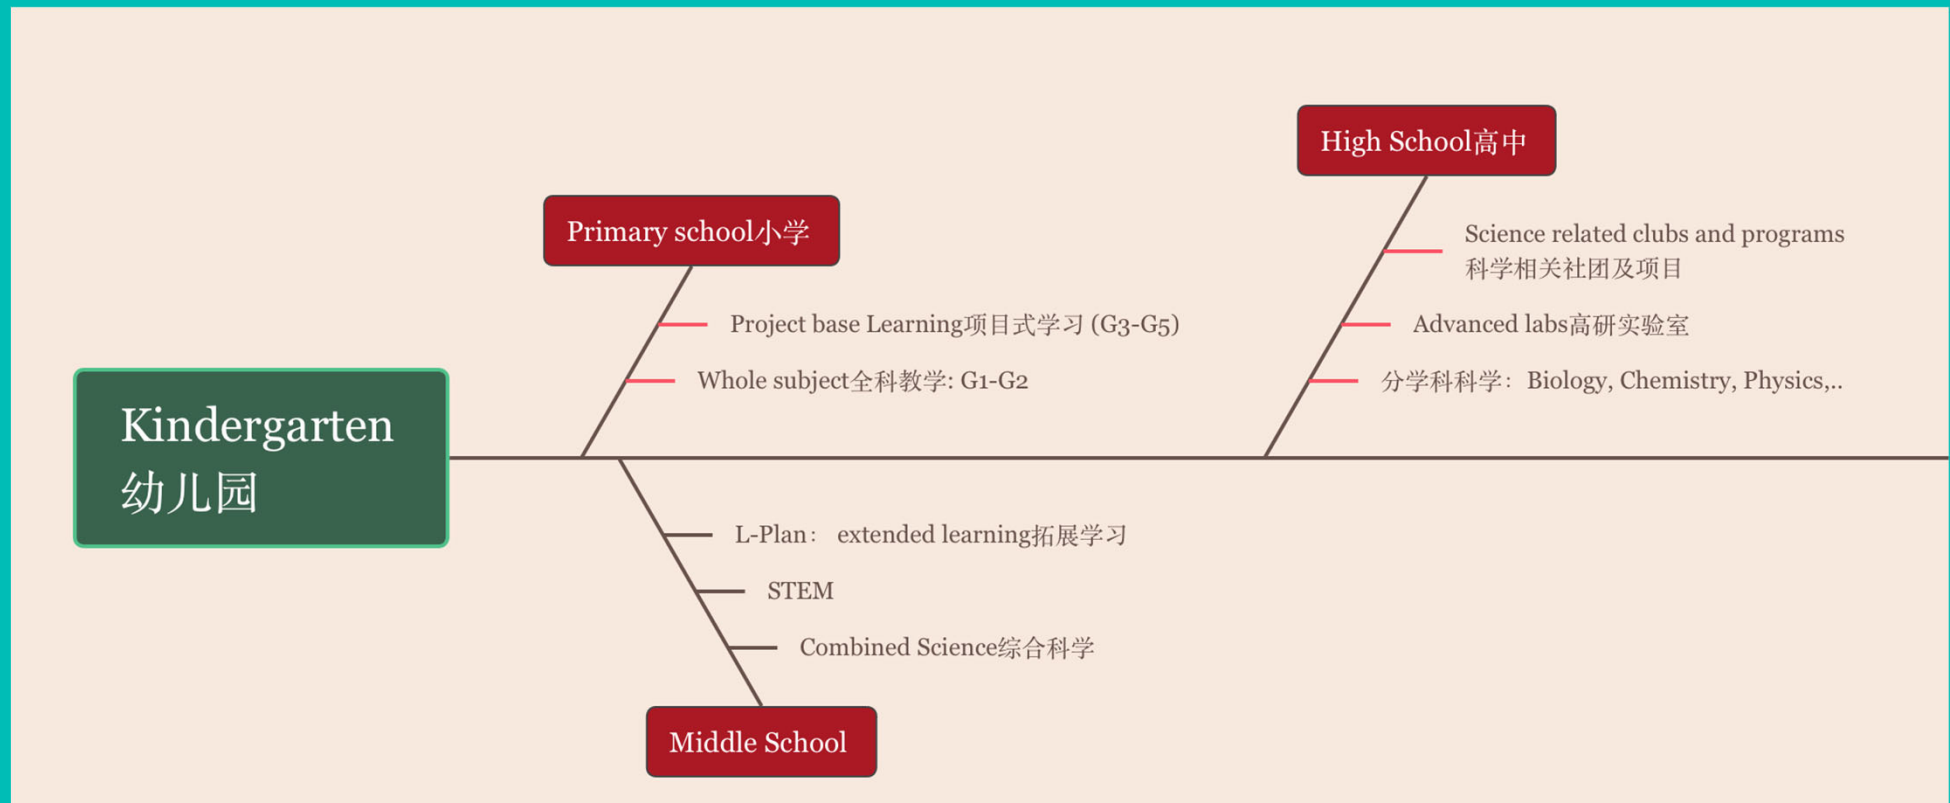 Kindergarten
幼儿园
Primary school小学
Project base Learning项目式学习 (G3-G5)
Whole subject全科教学: G1-G2
High School高中
Science related clubs and programs
科学相关社团及项目
Advanced labs高研实验室
分学科科学：Biology, Chemistry, Physics,..
L-Plan： extended learning拓展学习
STEM
Combined Science综合科学
Middle School